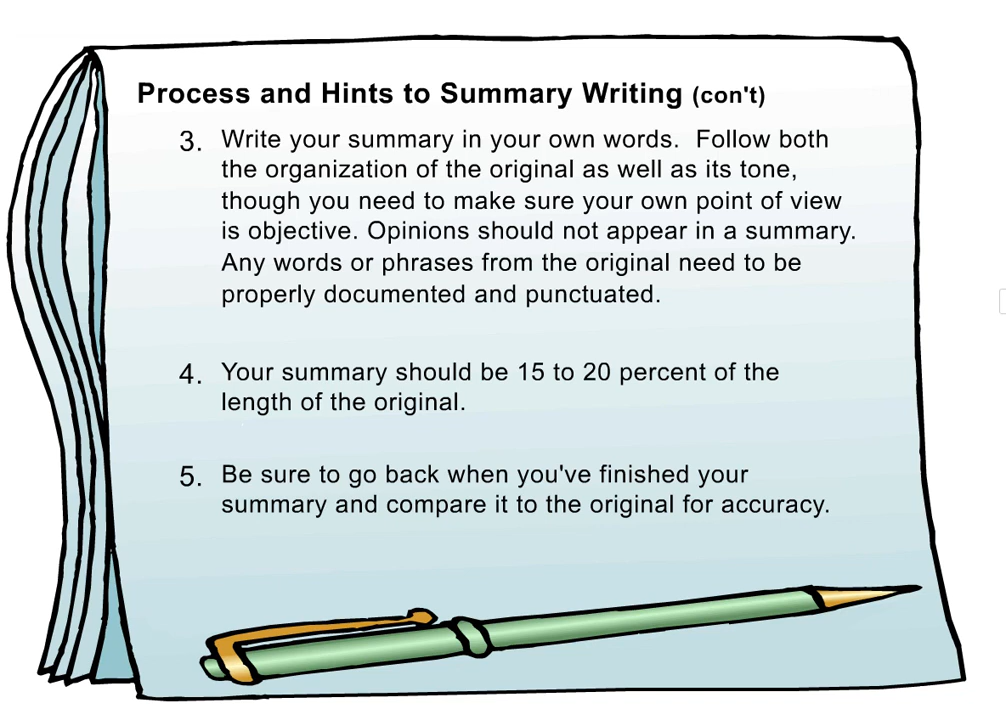 Process and Hints to Summary Writing (con't)
3. Write your summary in your own words.  Follow both
the organization of the original as well as its tone,
though you need to make sure your own point of view
is objective. Opinions should not appear in a summary.
Any words or phrases from the original need to be
properly documented and punctuated.
4. Your summary should be 15 to 20 percent of the
length of the original.
5. Be sure to go back when you've finished your
summary and compare it to the original for accuracy.